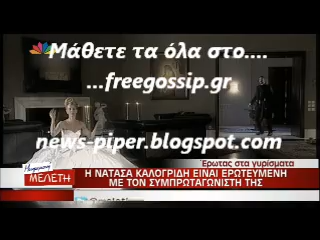 Μάθετε τα όλα στο....
...freegossip.gr
news-piper.blogspot.com
Έρωτας στα γυρίσματα
Μεσημεριανή
ΜΕΛΕΤΗ
Η ΝΑΤΑΣΑ ΚΑΛΟΓΡΙΔΗ ΕΙΝΑΙ ΕΡΩΤΕΥΜΕΝΗ
ΜΕ ΤΟΝ ΣΥΜΠΡΩΤΑΓΩΝΙΣΤΗ ΤΗΣ